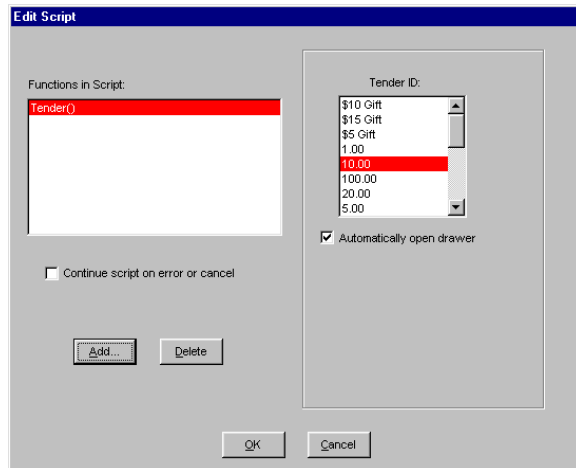 Edit Script
Functions in Script:
Tender()
Continue script on error or cancel
Add...
Delete
Tender ID:
$10 Gift
$15 Gift
$5 Gift
1.00
10.00
100.00
20.00
5.00
Automatically open drawer
OK
Cancel